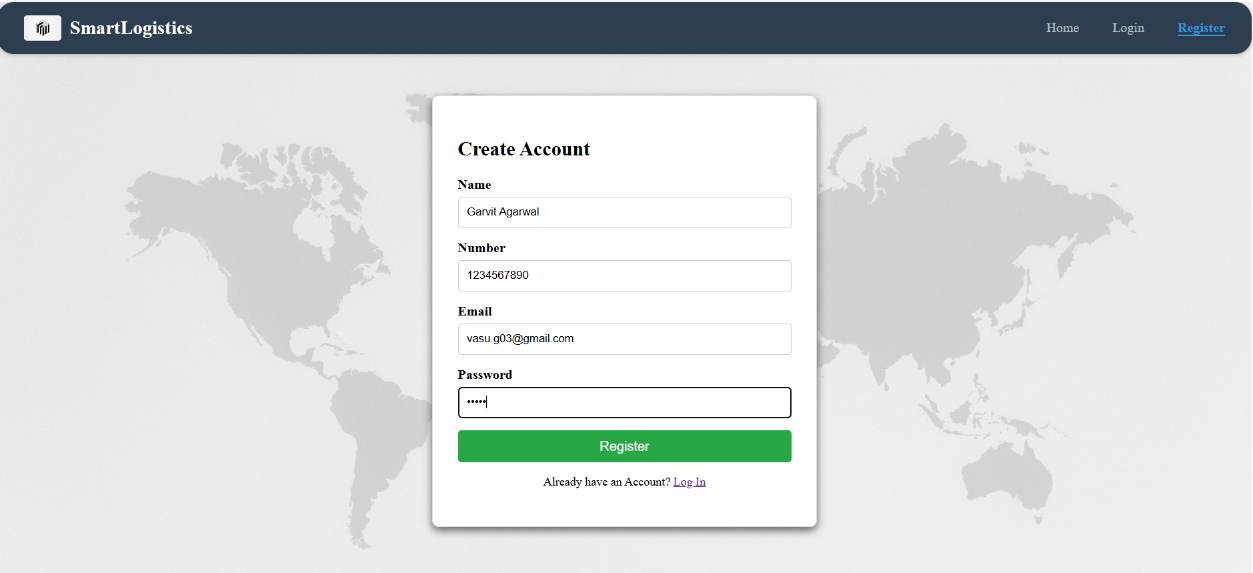 SmartLogistics
Home Login Register
Create Account
Name
Garvit Agarwal
Number
1234567890
Email
vasu.g03@gmail.com
Password
•••••
Register
Already have an Account? Log In